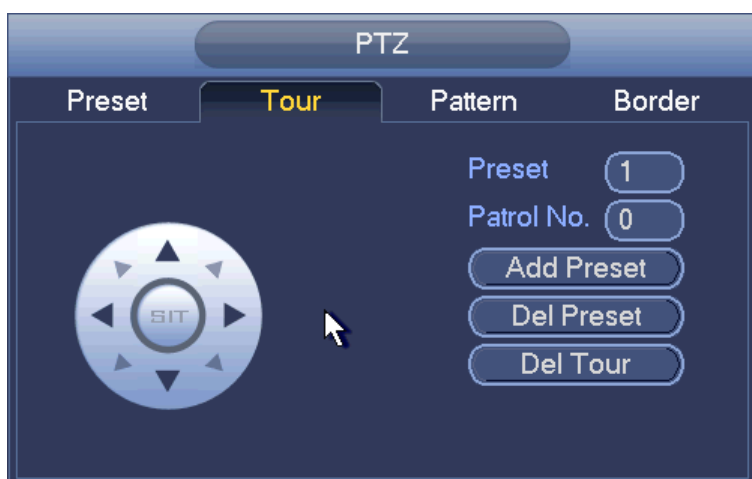 PTZ
Preset Tour Pattern Border
Preset 1
Patrol No. 0
Add Preset
SIT Del Preset
Del Tour